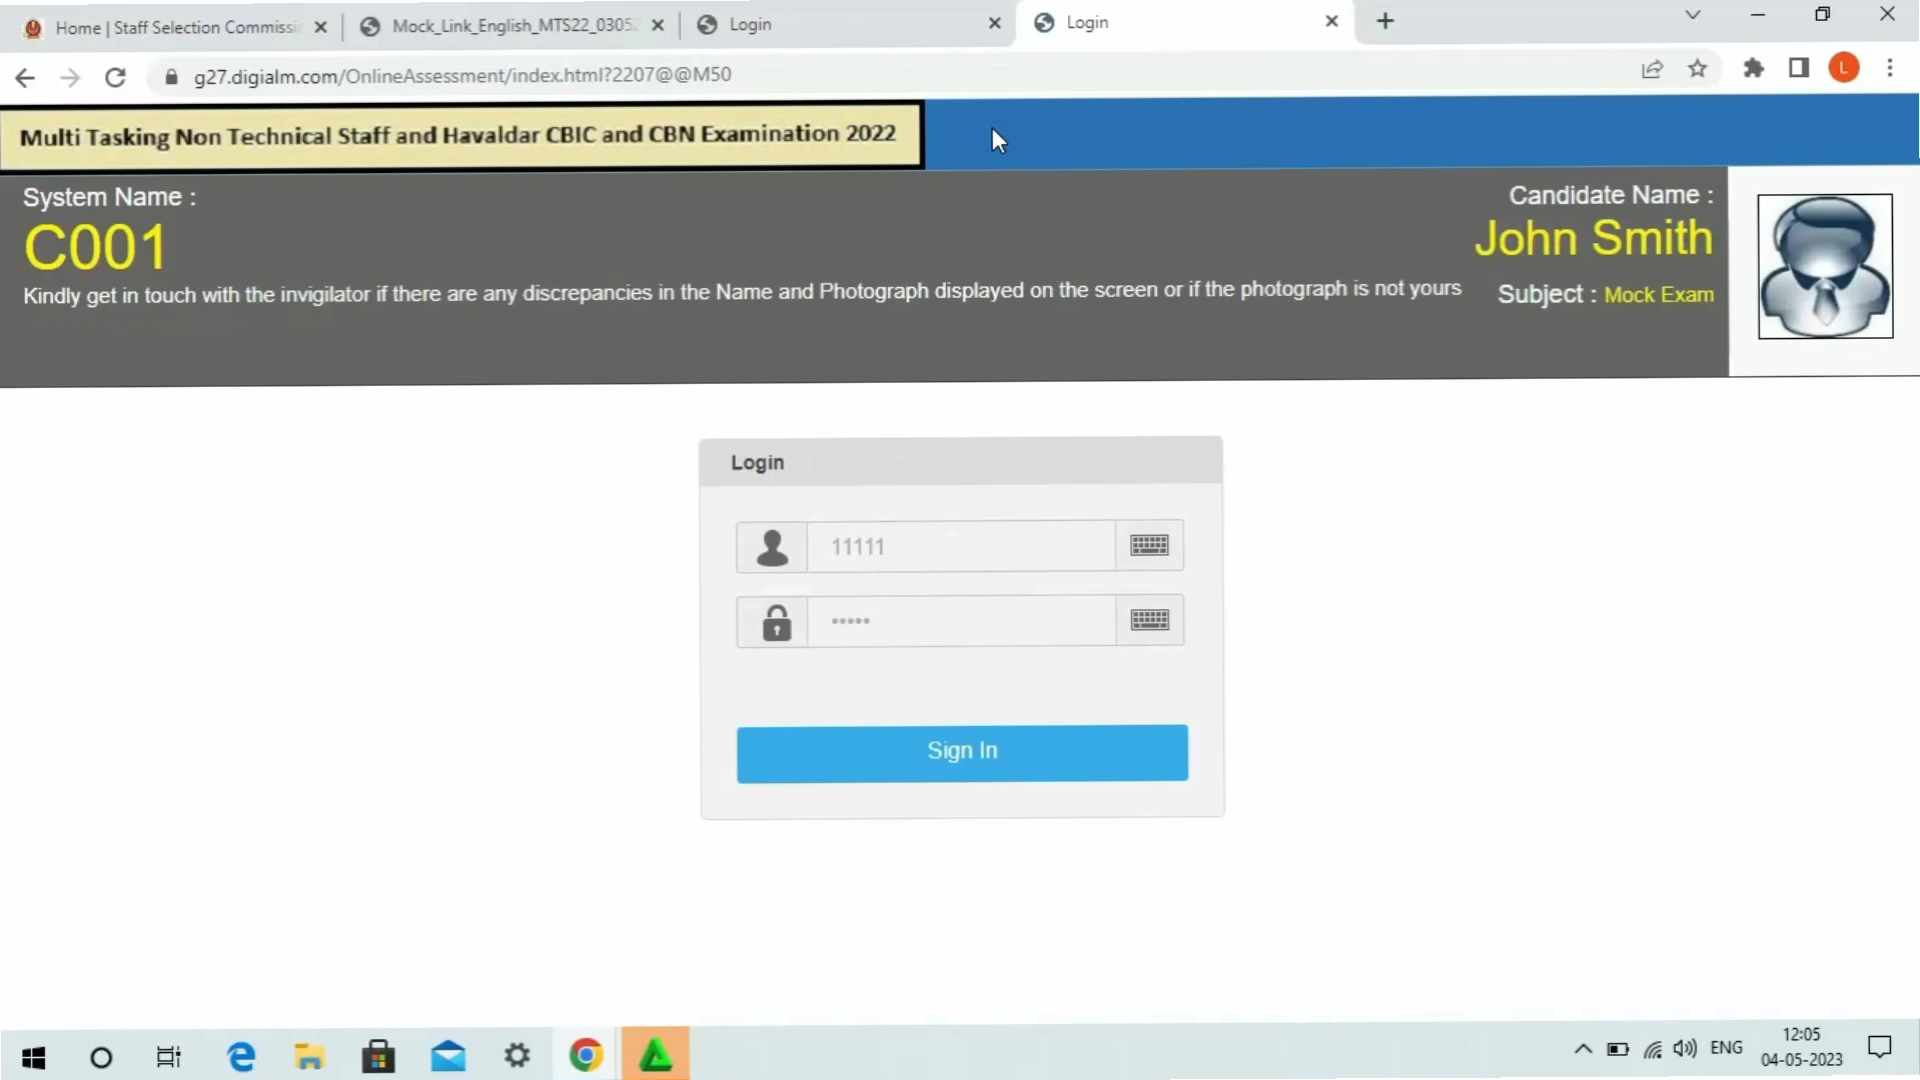 Home | Staff Selection Commissi
Mock_Link_English_MTS22_0305
Login
Login
g27.digialm.com/OnlineAssessment/index.html?2207@@M50
L
Multi Tasking Non Technical Staff and Havaldar CBIC and CBN Examination 2022
System Name :
C001
Kindly get in touch with the invigilator if there are any discrepancies in the Name and Photograph displayed on the screen or if the photograph is not yours
Candidate Name :
John Smith
Subject : Mock Exam
Login
11111
•••••
Sign In
ENG
12:05
04-05-2023